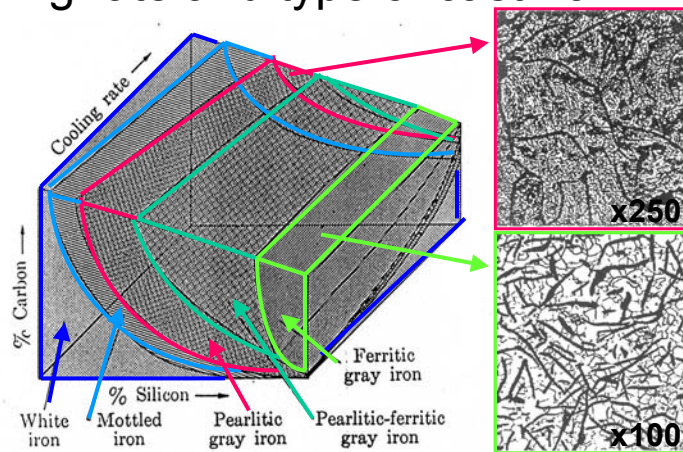 Cooling rate
% Carbon
% Silicon
x250
x100
Ferritic
gray iron
White
iron
Mottled
iron
Pearlitic
gray iron
Pearlitic-ferritic
gray iron